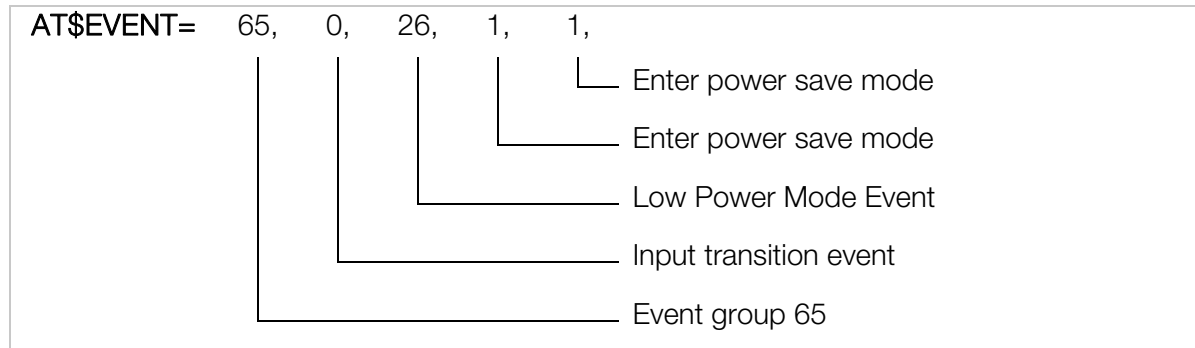 AT$EVENT= 65, 0, 26, 1, 1,
Enter power save mode
Enter power save mode
Low Power Mode Event
Input transition event
Event group 65